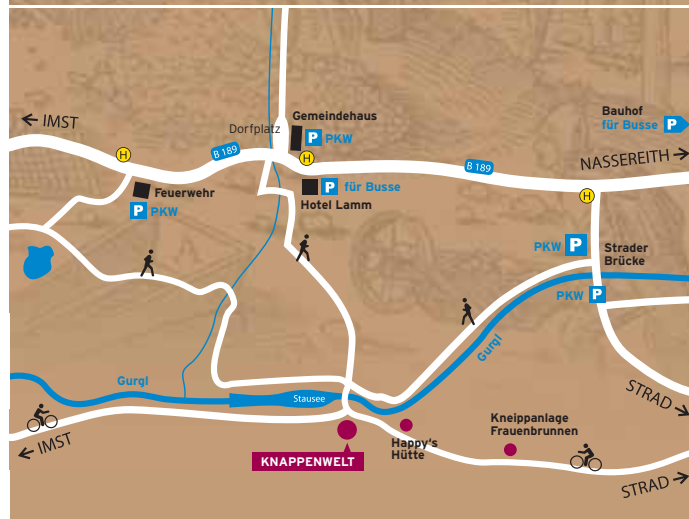 IMST
Gemeindehaus
Dorfplatz
P PKW
Bauhof
für Busse P
H
H
B 189
B 189
NASSEREITH
Feuerwehr
P PKW
P für Busse
Hotel Lamm
H
PKW P
Strader
Brücke
PKW P
Gurgl
Gurgl
Stausee
STRAD
IMST
Happy's
Hütte
Kneippanlage
Frauenbrunnen
KNAPPENWELT
STRAD